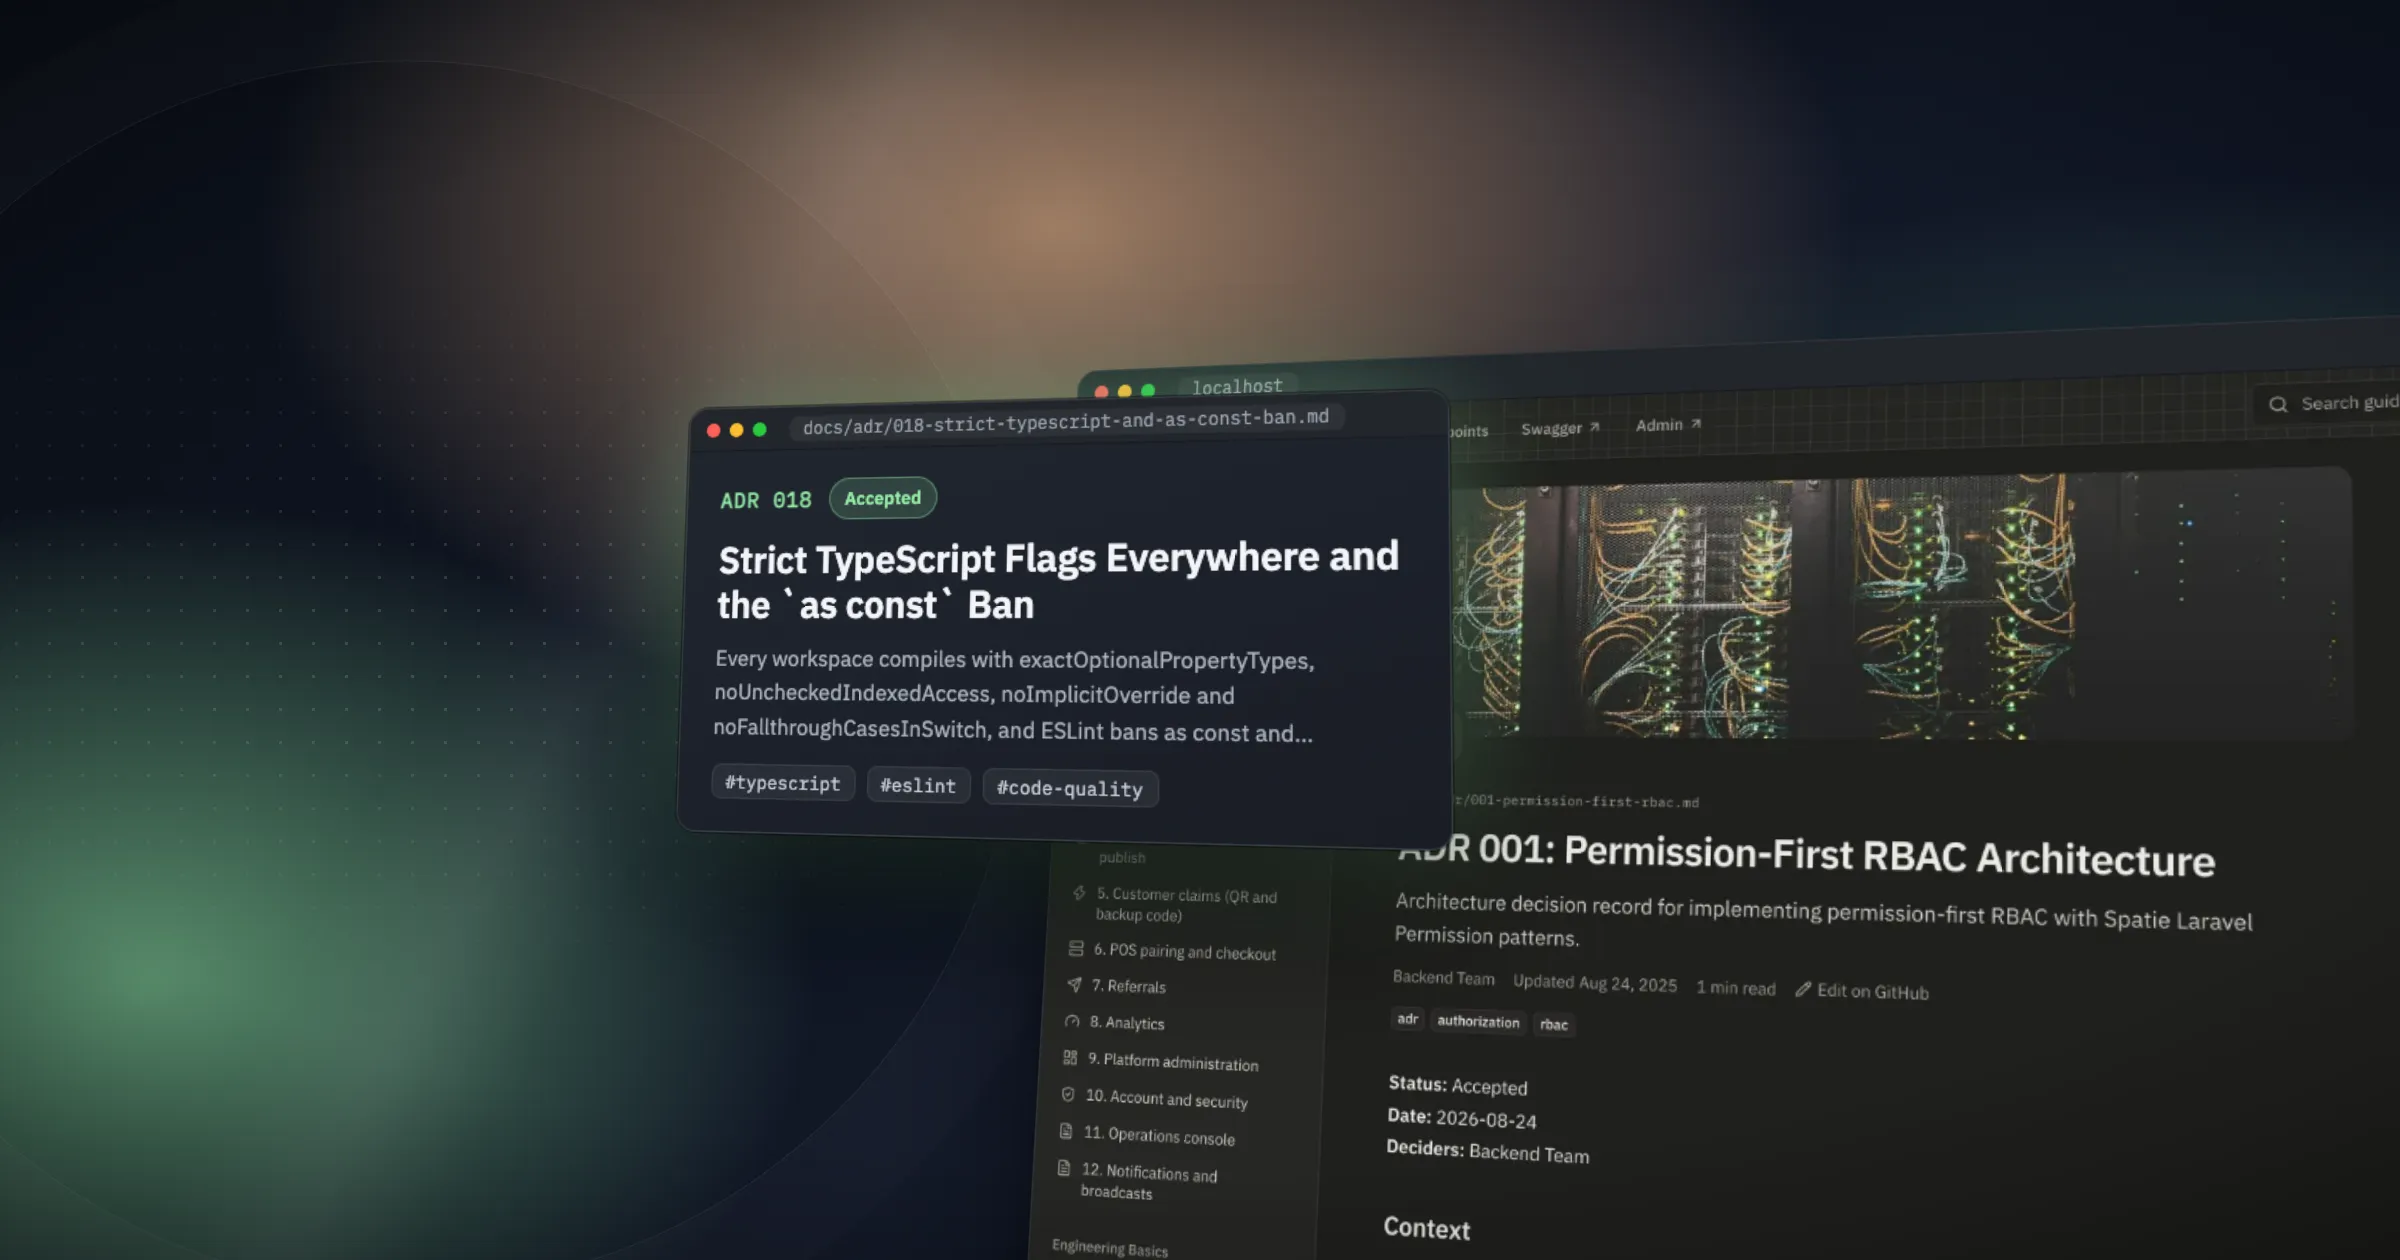 localhost
docs/adr/018-strict-typescript-and-as-const-ban.md
Swagger ↗
Admin ↗
Search
ADR 018
Accepted
Strict TypeScript Flags Everywhere and
the `as const` Ban
Every workspace compiles with exactOptionalPropertyTypes,
noUncheckedIndexedAccess, noImplicitOverride and
noFallthroughCasesInSwitch, and ESLint bans as const and...
#typescript
#eslint
#code-quality
publish
5. Customer claims (QR and
backup code)
6. POS pairing and checkout
7. Referrals
8. Analytics
9. Platform administration
10. Account and security
11. Operations console
12. Notifications and
broadcasts
Engineering Basics
/001-permission-first-rbac.md
ADR 001: Permission-First RBAC Architecture
Architecture decision record for implementing permission-first RBAC with Spatie Laravel
Permission patterns.
Backend Team
Updated Aug 24, 2025
1 min read
Edit on GitHub
adr
authorization
rbac
Status: Accepted
Date: 2026-08-24
Deciders: Backend Team
Context